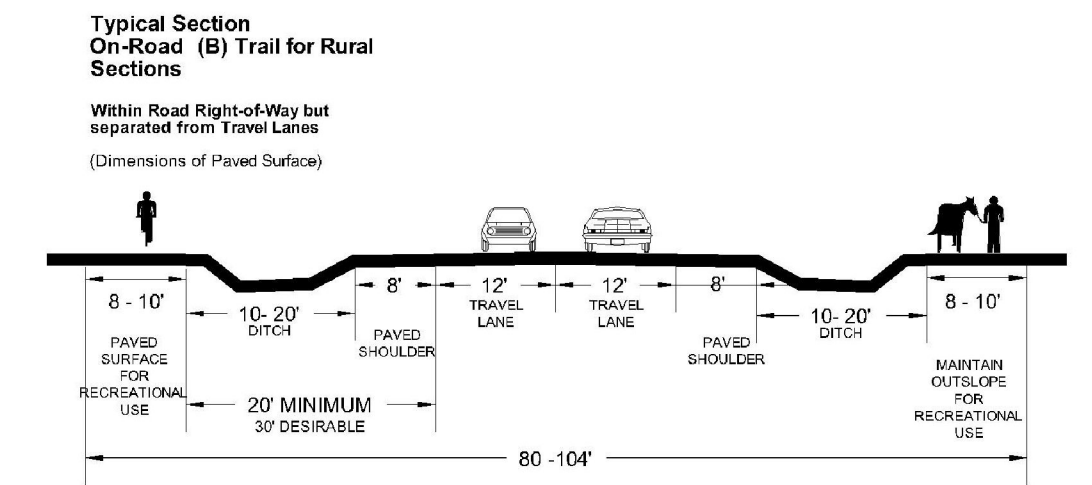 Typical Section
On-Road (B) Trail for Rural
Sections
Within Road Right-of-Way but
separated from Travel Lanes
(Dimensions of Paved Surface)
8 - 10'
PAVED
SURFACE
FOR
RECREATIONAL
USE
10- 20'
DITCH
8'
PAVED
SHOULDER
12'
TRAVEL
LANE
12'
TRAVEL
LANE
8'
PAVED
SHOULDER
10- 20'
DITCH
8 - 10'
MAINTAIN
OUTSLOPE
FOR
RECREATIONAL
USE
20' MINIMUM
30' DESIRABLE
80 -104'